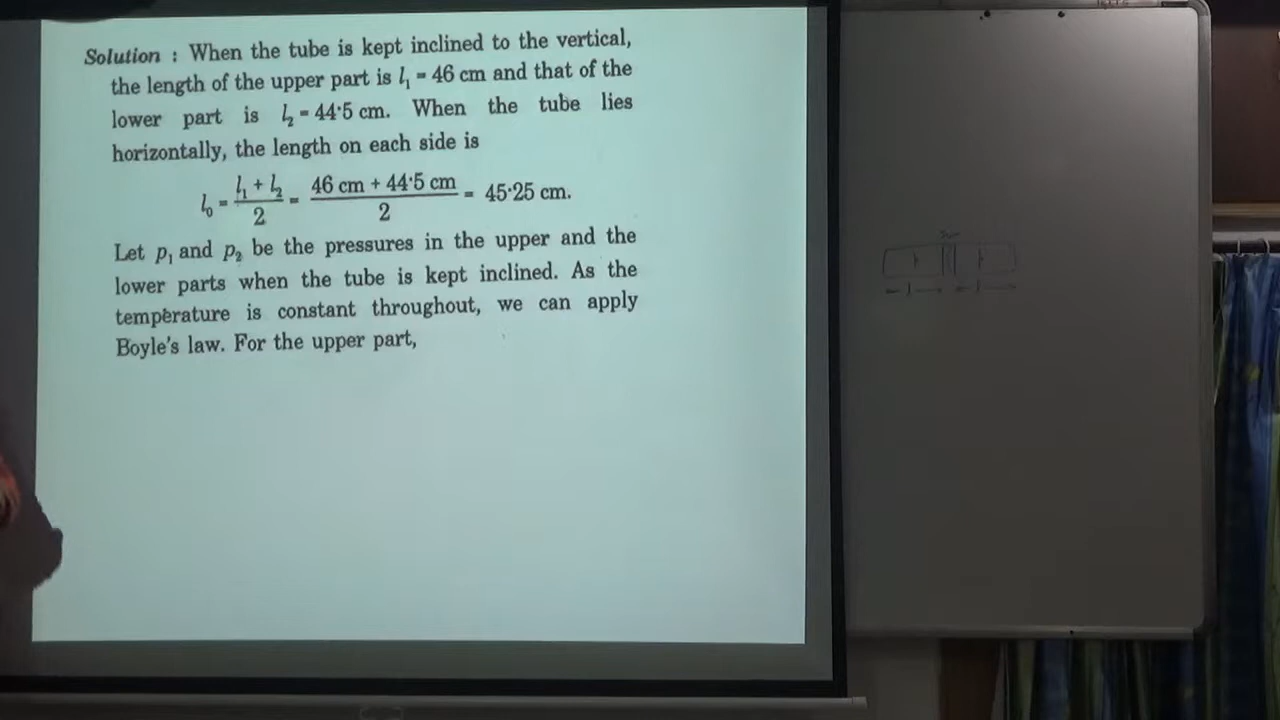 Solution : When the tube is kept inclined to the vertical,
the length of the upper part is l₁ = 46 cm and that of the
lower part is l₂ = 44·5 cm. When the tube lies
horizontally, the length on each side is
l₀ = (l₁ + l₂)/2 = (46 cm + 44·5 cm)/2 = 45·25 cm.
Let p₁ and p₂ be the pressures in the upper and the
lower parts when the tube is kept inclined. As the
temperature is constant throughout, we can apply
Boyle's law. For the upper part,